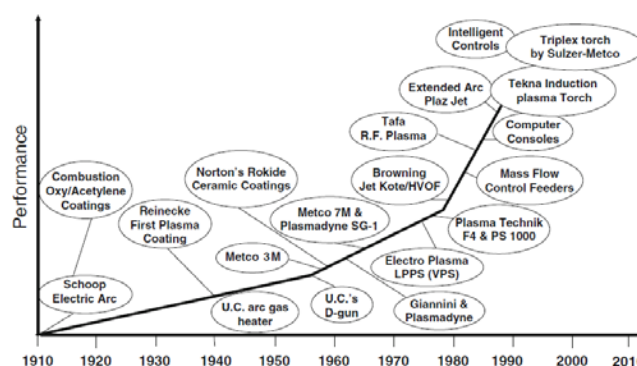 Performance
Intelligent
Controls
Triplex torch
by Sulzer-Metco
Extended Arc
Plaz Jet
Tekna Induction
plasma Torch
Tafa
R.F. Plasma
Computer
Consoles
Combustion
Oxy/Acetylene
Coatings
Norton's Rokide
Ceramic Coatings
Browning
Jet Kote/HVOF
Mass Flow
Control Feeders
Reinecke
First Plasma
Coating
Metco 7M &
Plasmadyne SG-1
Plasma Technik
F4 & PS 1000
Metco 3M
Electro Plasma
LPPS (VPS)
Schoop
Electric Arc
U.C. arc gas
heater
U.C.'s
D-gun
Giannini &
Plasmadyne
1910 1920 1930 1940 1950 1960 1970 1980 1990 2000 2010